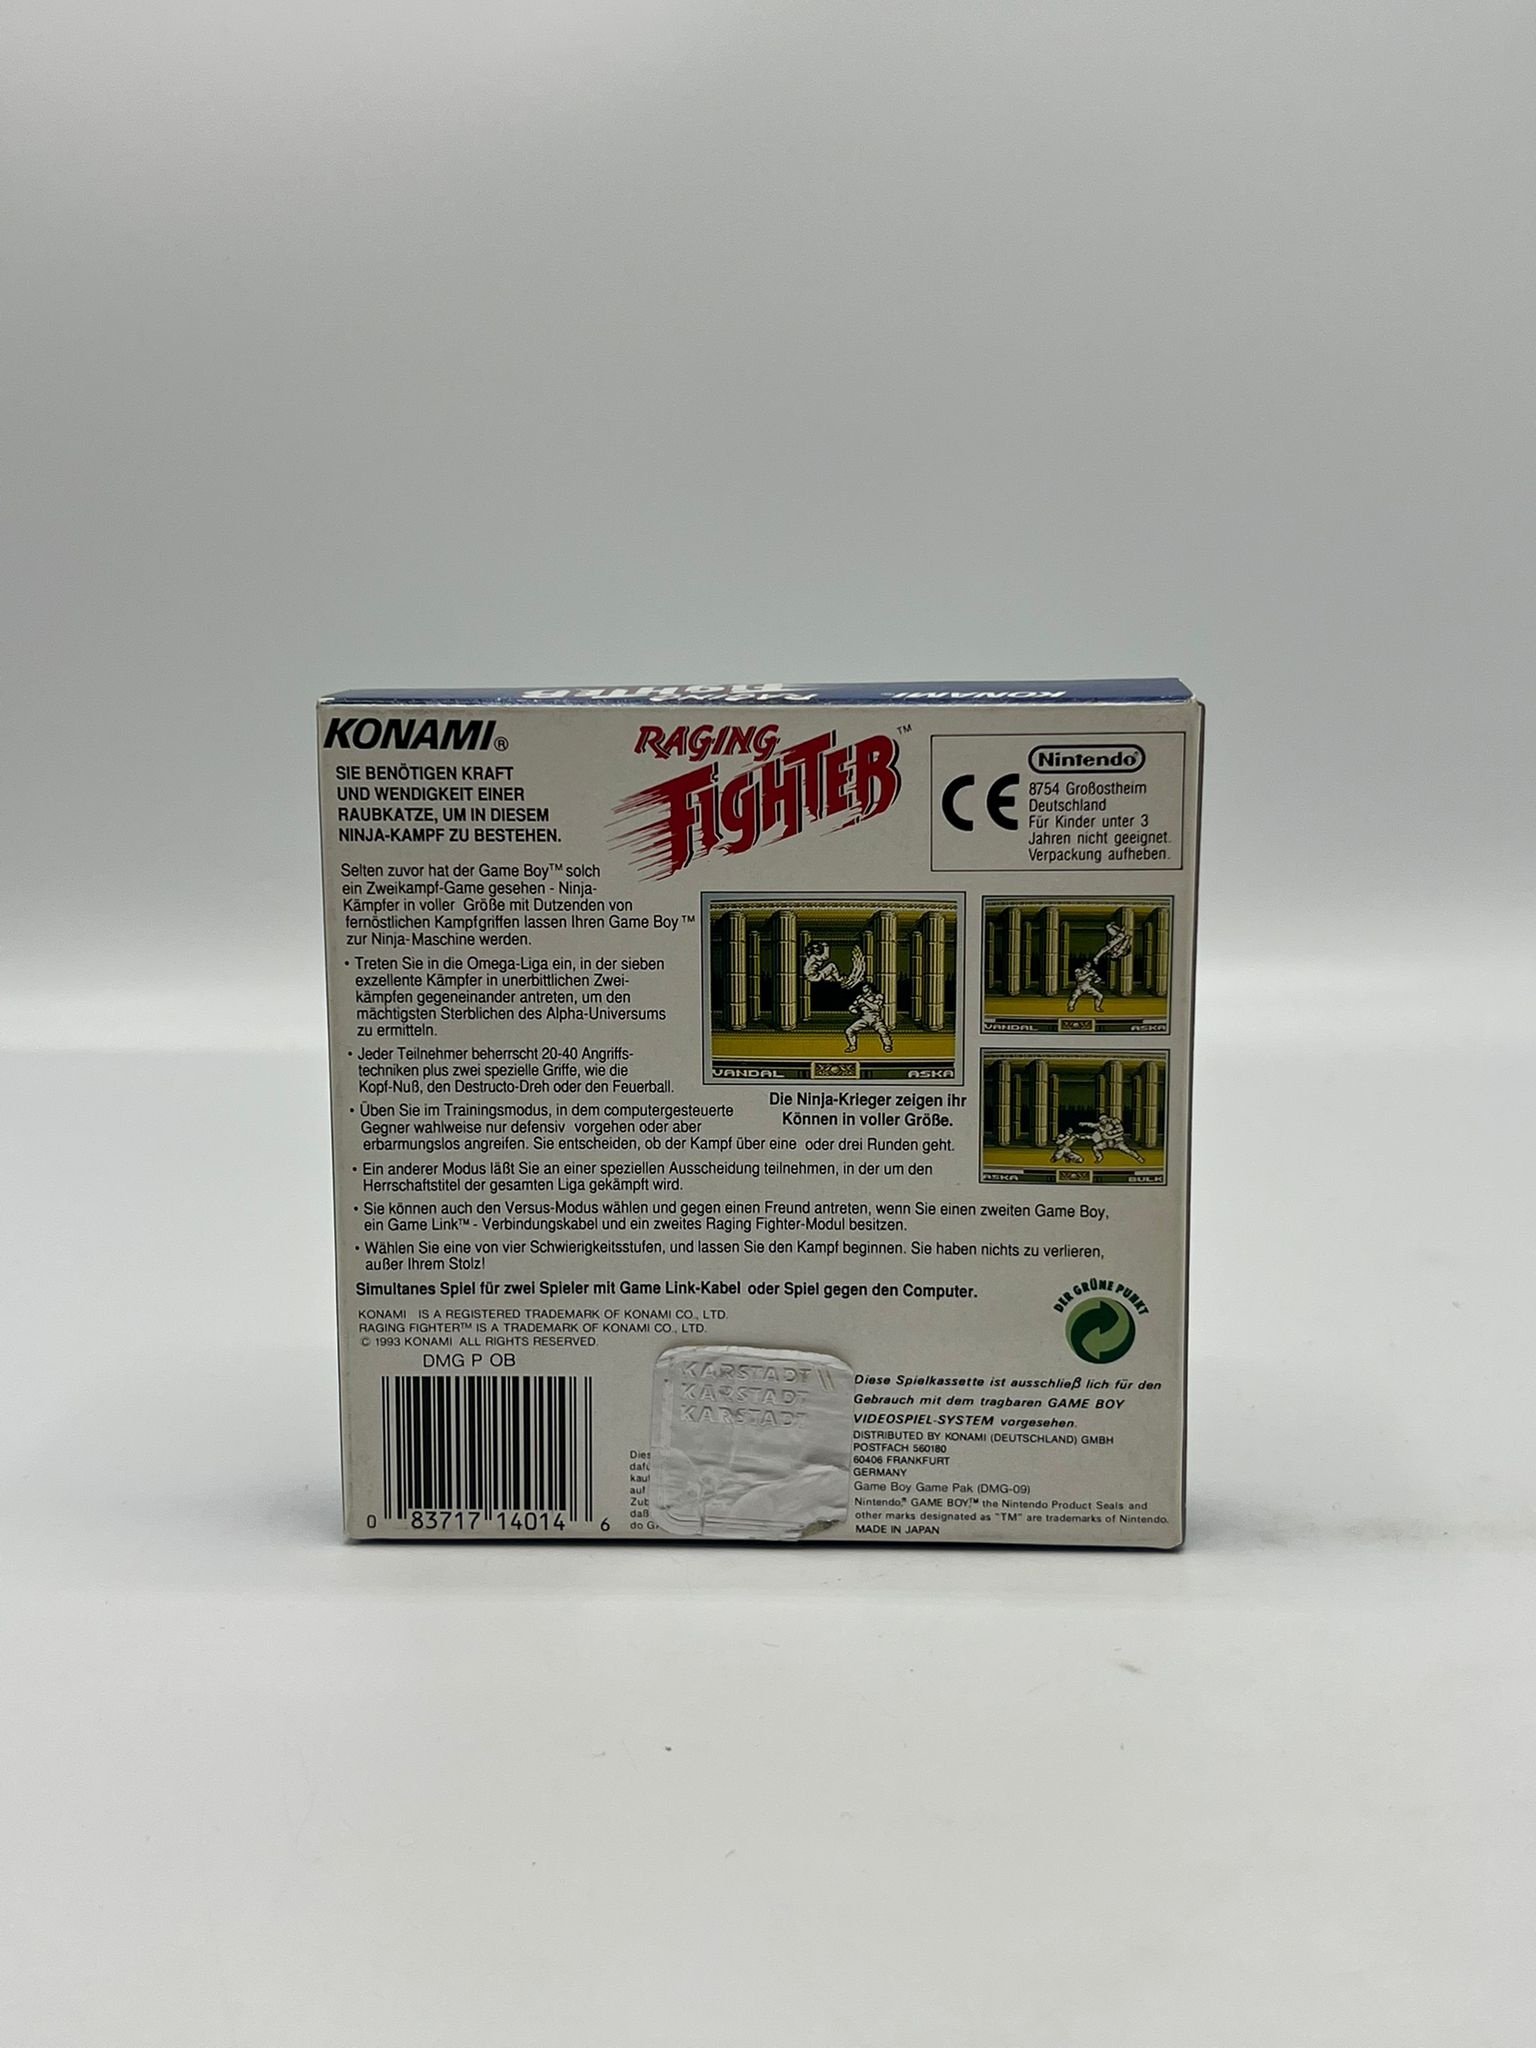 RAGING FIGHTER KONAMI
KONAMI®
SIE BENÖTIGEN KRAFT
UND WENDIGKEIT EINER
RAUBKATZE, UM IN DIESEM
NINJA-KAMPF ZU BESTEHEN.
RAGING
FIGHTER™
Nintendo®
CE
8754 Großostheim
Deutschland
Für Kinder unter 3
Jahren nicht geeignet.
Verpackung aufheben.
Selten zuvor hat der Game Boy™ solch
ein Zweikampf-Game gesehen - Ninja-
Kämpfer in voller Größe mit Dutzenden von
fernöstlichen Kampfgriffen lassen Ihren Game Boy™
zur Ninja-Maschine werden.
• Treten Sie in die Omega-Liga ein, in der sieben
exzellente Kämpfer in unerbittlichen Zwei-
kämpfen gegeneinander antreten, um den
mächtigsten Sterblichen des Alpha-Universums
zu ermitteln.
• Jeder Teilnehmer beherrscht 20-40 Angriffs-
techniken plus zwei spezielle Griffe, wie die
Kopf-Nuß, den Destructo-Dreh oder den Feuerball.
VANDAL ASKA
VANDAL ASKA
ASKA BULK
Die Ninja-Krieger zeigen ihr
Können in voller Größe.
• Üben Sie im Trainingsmodus, in dem computergesteuerte
Gegner wahlweise nur defensiv vorgehen oder aber
erbarmungslos angreifen. Sie entscheiden, ob der Kampf über eine oder drei Runden geht.
• Ein anderer Modus läßt Sie an einer speziellen Ausscheidung teilnehmen, in der um den
Herrschaftstitel der gesamten Liga gekämpft wird.
• Sie können auch den Versus-Modus wählen und gegen einen Freund antreten, wenn Sie einen zweiten Game Boy,
ein Game Link™ - Verbindungskabel und ein zweites Raging Fighter-Modul besitzen.
• Wählen Sie eine von vier Schwierigkeitsstufen, und lassen Sie den Kampf beginnen. Sie haben nichts zu verlieren,
außer Ihrem Stolz!
Simultanes Spiel für zwei Spieler mit Game Link-Kabel oder Spiel gegen den Computer.
DER GRÜNE PUNKT
KONAMI IS A REGISTERED TRADEMARK OF KONAMI CO., LTD.
RAGING FIGHTER™ IS A TRADEMARK OF KONAMI CO., LTD.
© 1993 KONAMI ALL RIGHTS RESERVED.
DMG P OB
0 83717 14014 6
KARSTADT
KARSTADT
KARSTADT
Dies
dafü
kauf
auf
Zub
daß
do G
Diese Spielkassette ist ausschließ lich für den
Gebrauch mit dem tragbaren GAME BOY
VIDEOSPIEL-SYSTEM vorgesehen.
DISTRIBUTED BY KONAMI (DEUTSCHLAND) GMBH
POSTFACH 560180
60406 FRANKFURT
GERMANY
Game Boy Game Pak (DMG-09)
Nintendo,® GAME BOY,™ the Nintendo Product Seals and
other marks designated as "TM" are trademarks of Nintendo.
MADE IN JAPAN